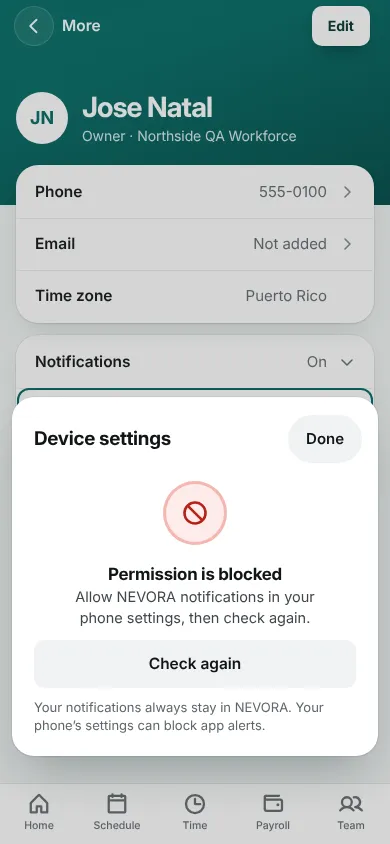 More
Edit
JN
Jose Natal
Owner · Northside QA Workforce
Phone 555-0100
Email Not added
Time zone Puerto Rico
Notifications On
Device settings
Done
Permission is blocked
Allow NEVORA notifications in your
phone settings, then check again.
Check again
Your notifications always stay in NEVORA. Your
phone’s settings can block app alerts.
Home Schedule Time Payroll Team